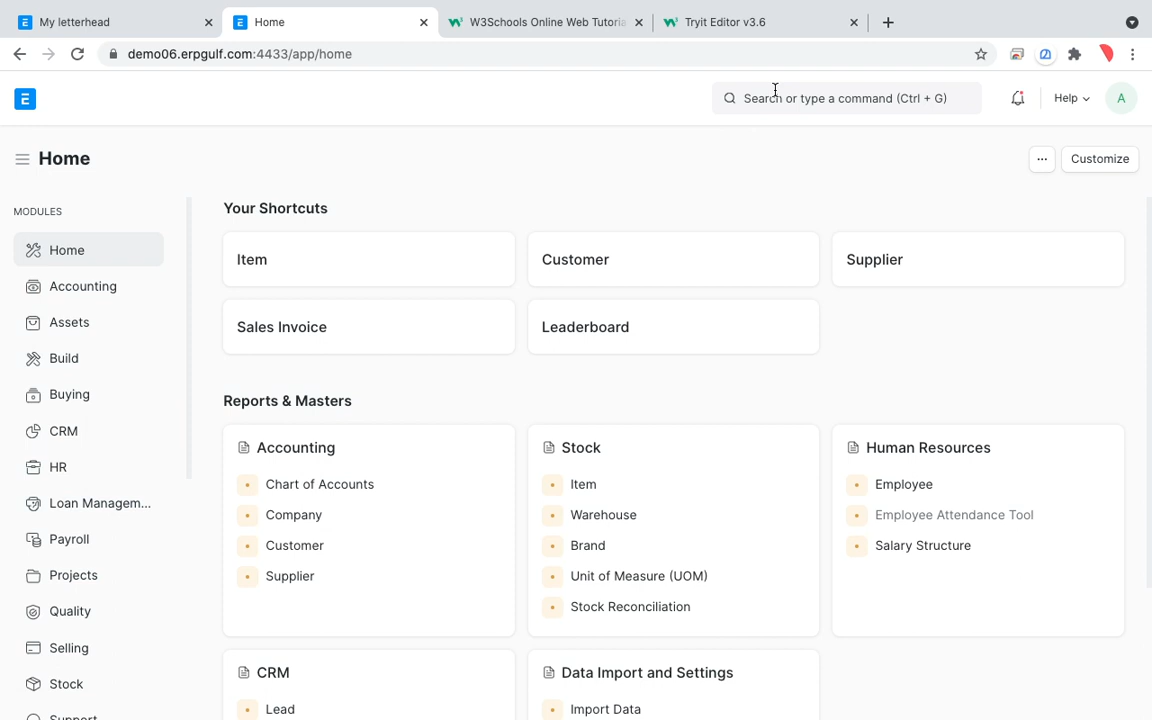 My letterhead
Home
W3Schools Online Web Tutoria
Tryit Editor v3.6
demo06.erpgulf.com:4433/app/home
E
Search or type a command (Ctrl + G)
Help
A
Home
...
Customize
MODULES
Home
Accounting
Assets
Build
Buying
CRM
HR
Loan Managem...
Payroll
Projects
Quality
Selling
Stock
Support
Your Shortcuts
Item
Customer
Supplier
Sales Invoice
Leaderboard
Reports & Masters
Accounting
Chart of Accounts
Company
Customer
Supplier
Stock
Item
Warehouse
Brand
Unit of Measure (UOM)
Stock Reconciliation
Human Resources
Employee
Employee Attendance Tool
Salary Structure
CRM
Lead
Data Import and Settings
Import Data